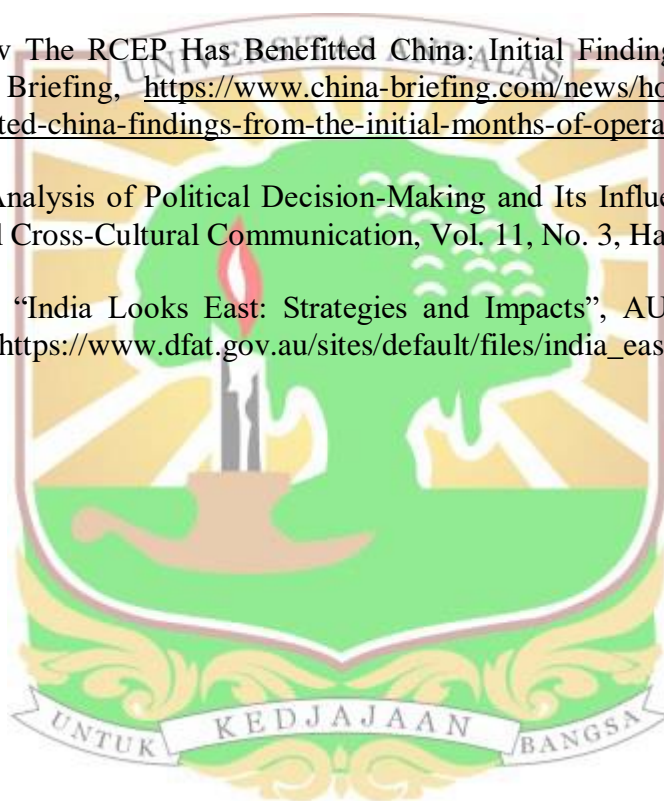 w The RCEP Has Benefitted China: Initial Finding
UNIVERSITAS ANDALAS
Briefing, https://www.china-briefing.com/news/ho
ted-china-findings-from-the-initial-months-of-opera
Analysis of Political Decision-Making and Its Influe
l Cross-Cultural Communication, Vol. 11, No. 3, Ha
“India Looks East: Strategies and Impacts”, AU
https://www.dfat.gov.au/sites/default/files/india_eas
UNTUK KEDJAJAAN BANGSA